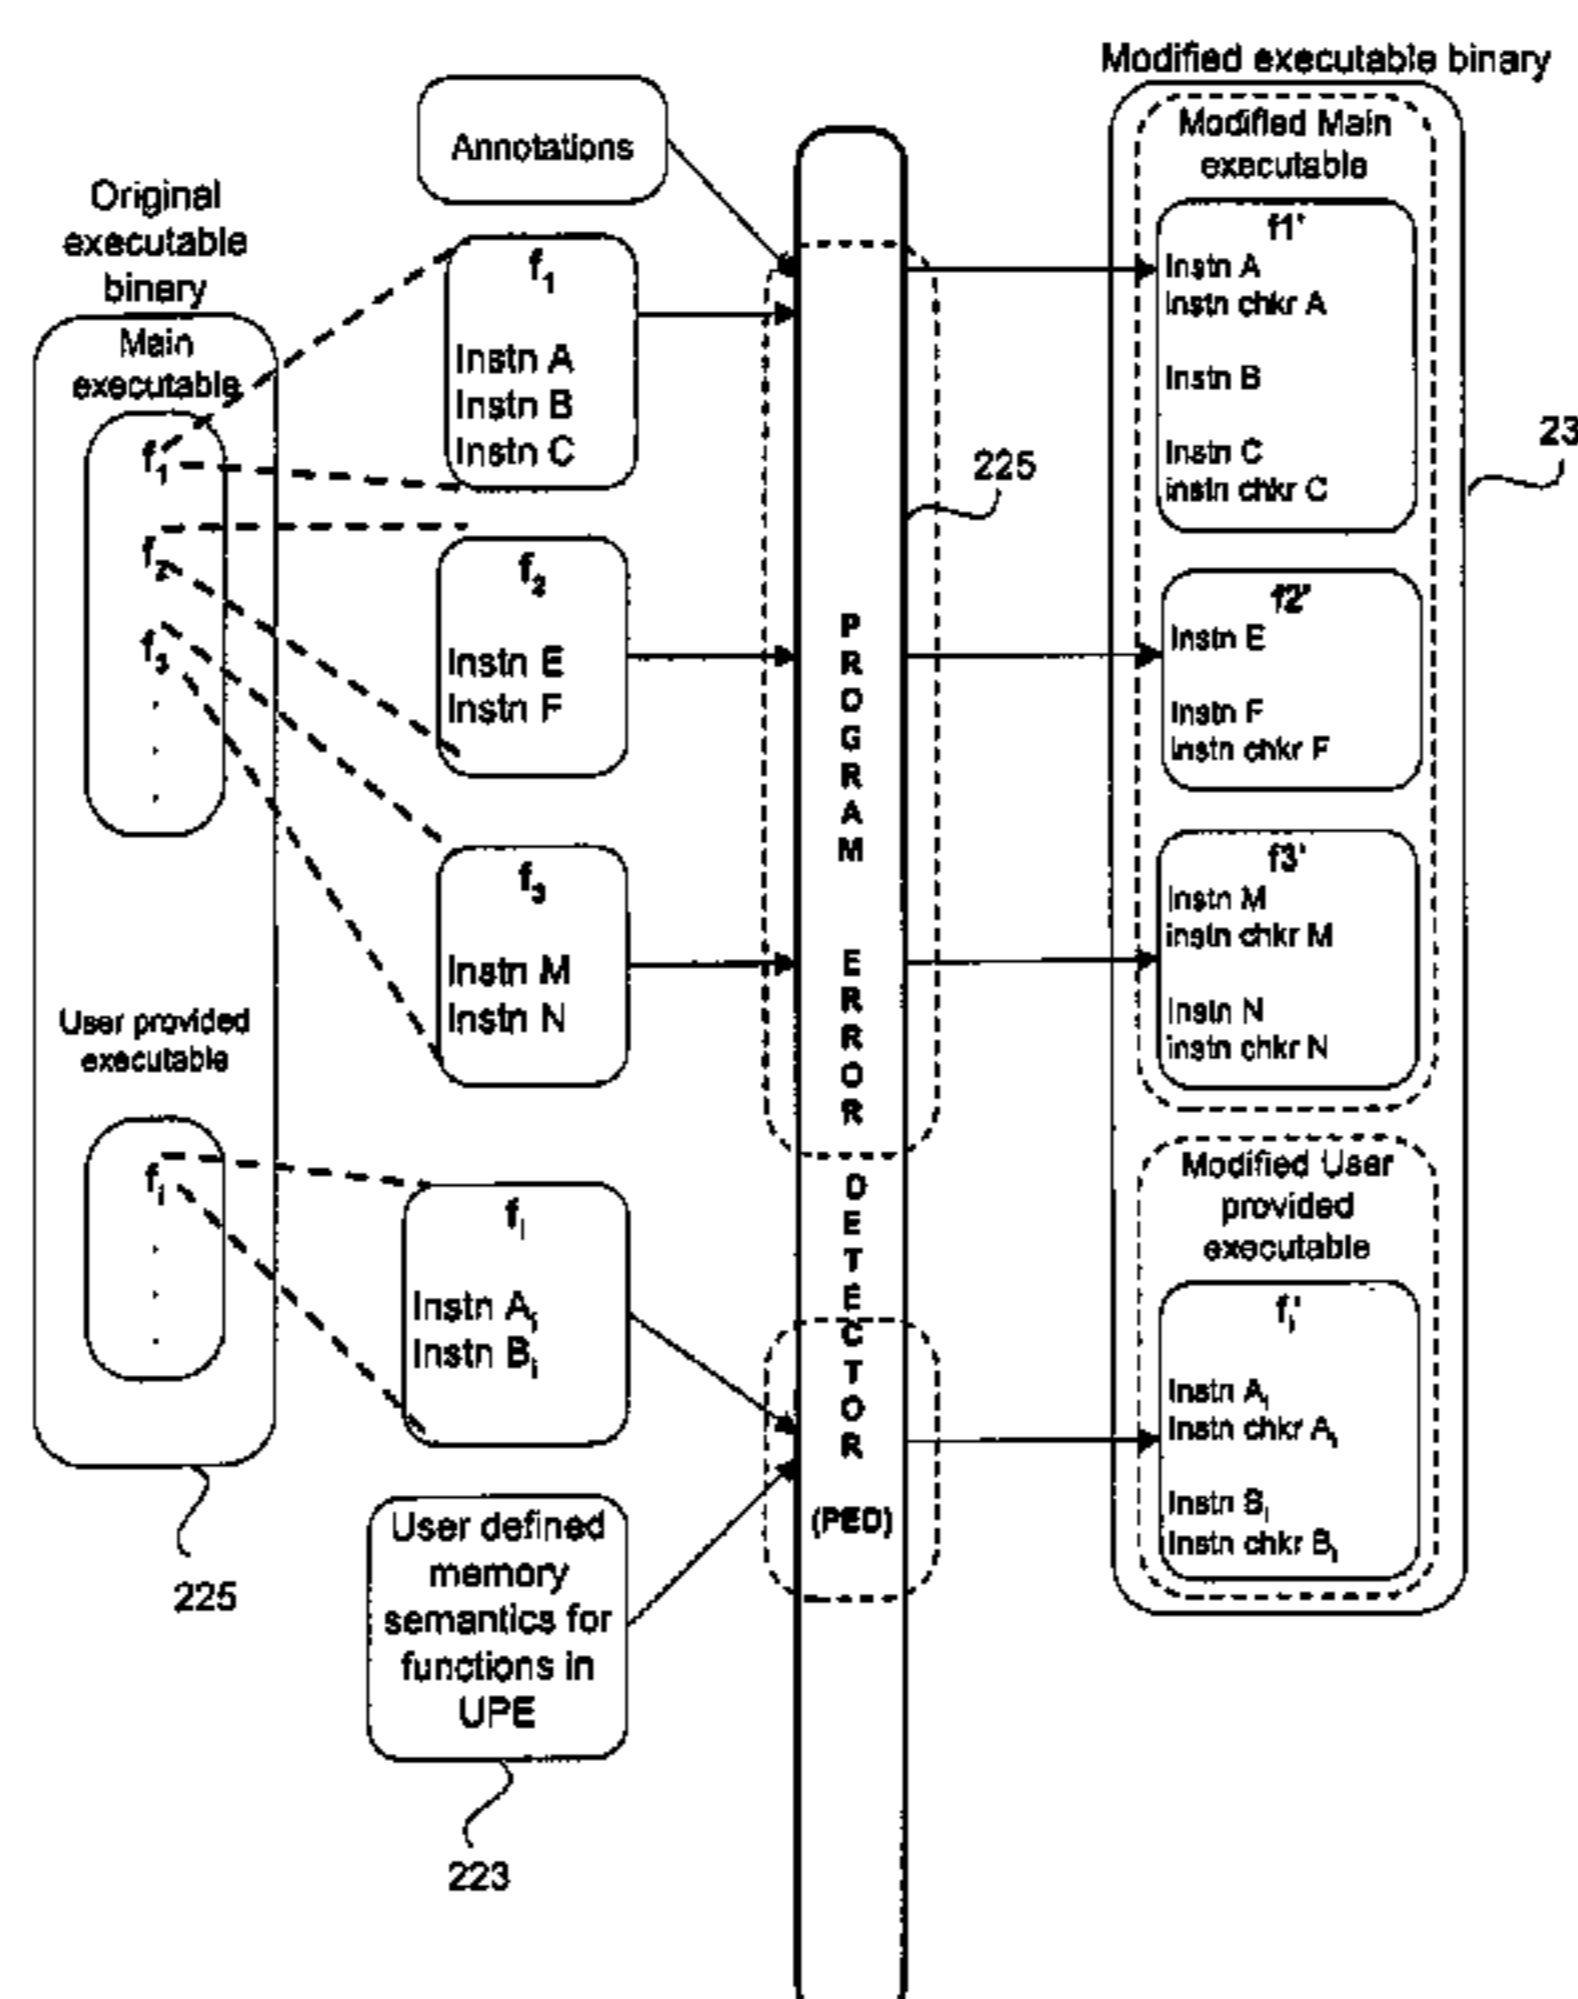 Modified executable binary
Annotations
Original
executable
binary
Main
executable
f1
f2
f3
.
.
.
User provided
executable
fi
.
.
.
225
f1
Instn A
Instn B
Instn C
f2
Instn E
Instn F
f3
Instn M
Instn N
fi
Instn Ai
Instn Bi
User defined
memory
semantics for
functions in
UPE
223
225
PROGRAM ERROR DETECTOR
(PED)
Modified Main
executable
f1'
Instn A
Instn chkr A
Instn B
Instn C
instn chkr C
f2'
Instn E
Instn F
Instn chkr F
f3'
Instn M
instn chkr M
Instn N
instn chkr N
Modified User
provided
executable
fi'
Instn Ai
Instn chkr Ai
Instn Bi
Instn chkr Bi
23